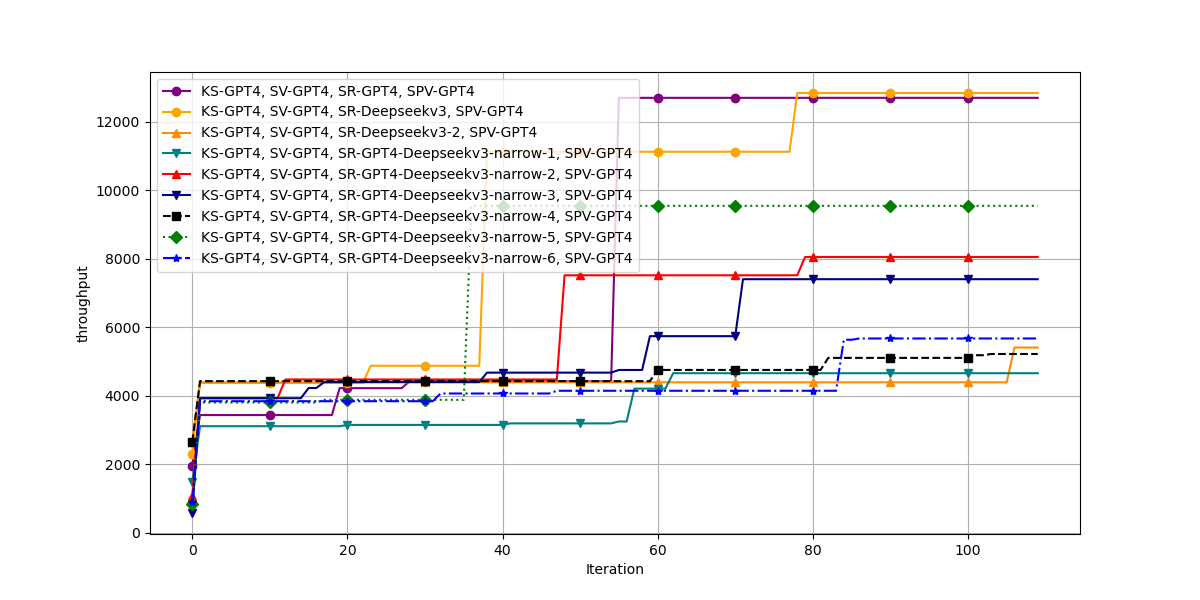 KS-GPT4, SV-GPT4, SR-GPT4, SPV-GPT4
KS-GPT4, SV-GPT4, SR-Deepseekv3, SPV-GPT4
KS-GPT4, SV-GPT4, SR-Deepseekv3-2, SPV-GPT4
KS-GPT4, SV-GPT4, SR-GPT4-Deepseekv3-narrow-1, SPV-GPT4
KS-GPT4, SV-GPT4, SR-GPT4-Deepseekv3-narrow-2, SPV-GPT4
KS-GPT4, SV-GPT4, SR-GPT4-Deepseekv3-narrow-3, SPV-GPT4
KS-GPT4, SV-GPT4, SR-GPT4-Deepseekv3-narrow-4, SPV-GPT4
KS-GPT4, SV-GPT4, SR-GPT4-Deepseekv3-narrow-5, SPV-GPT4
KS-GPT4, SV-GPT4, SR-GPT4-Deepseekv3-narrow-6, SPV-GPT4
throughput
12000
10000
8000
6000
4000
2000
0
0 20 40 60 80 100
Iteration